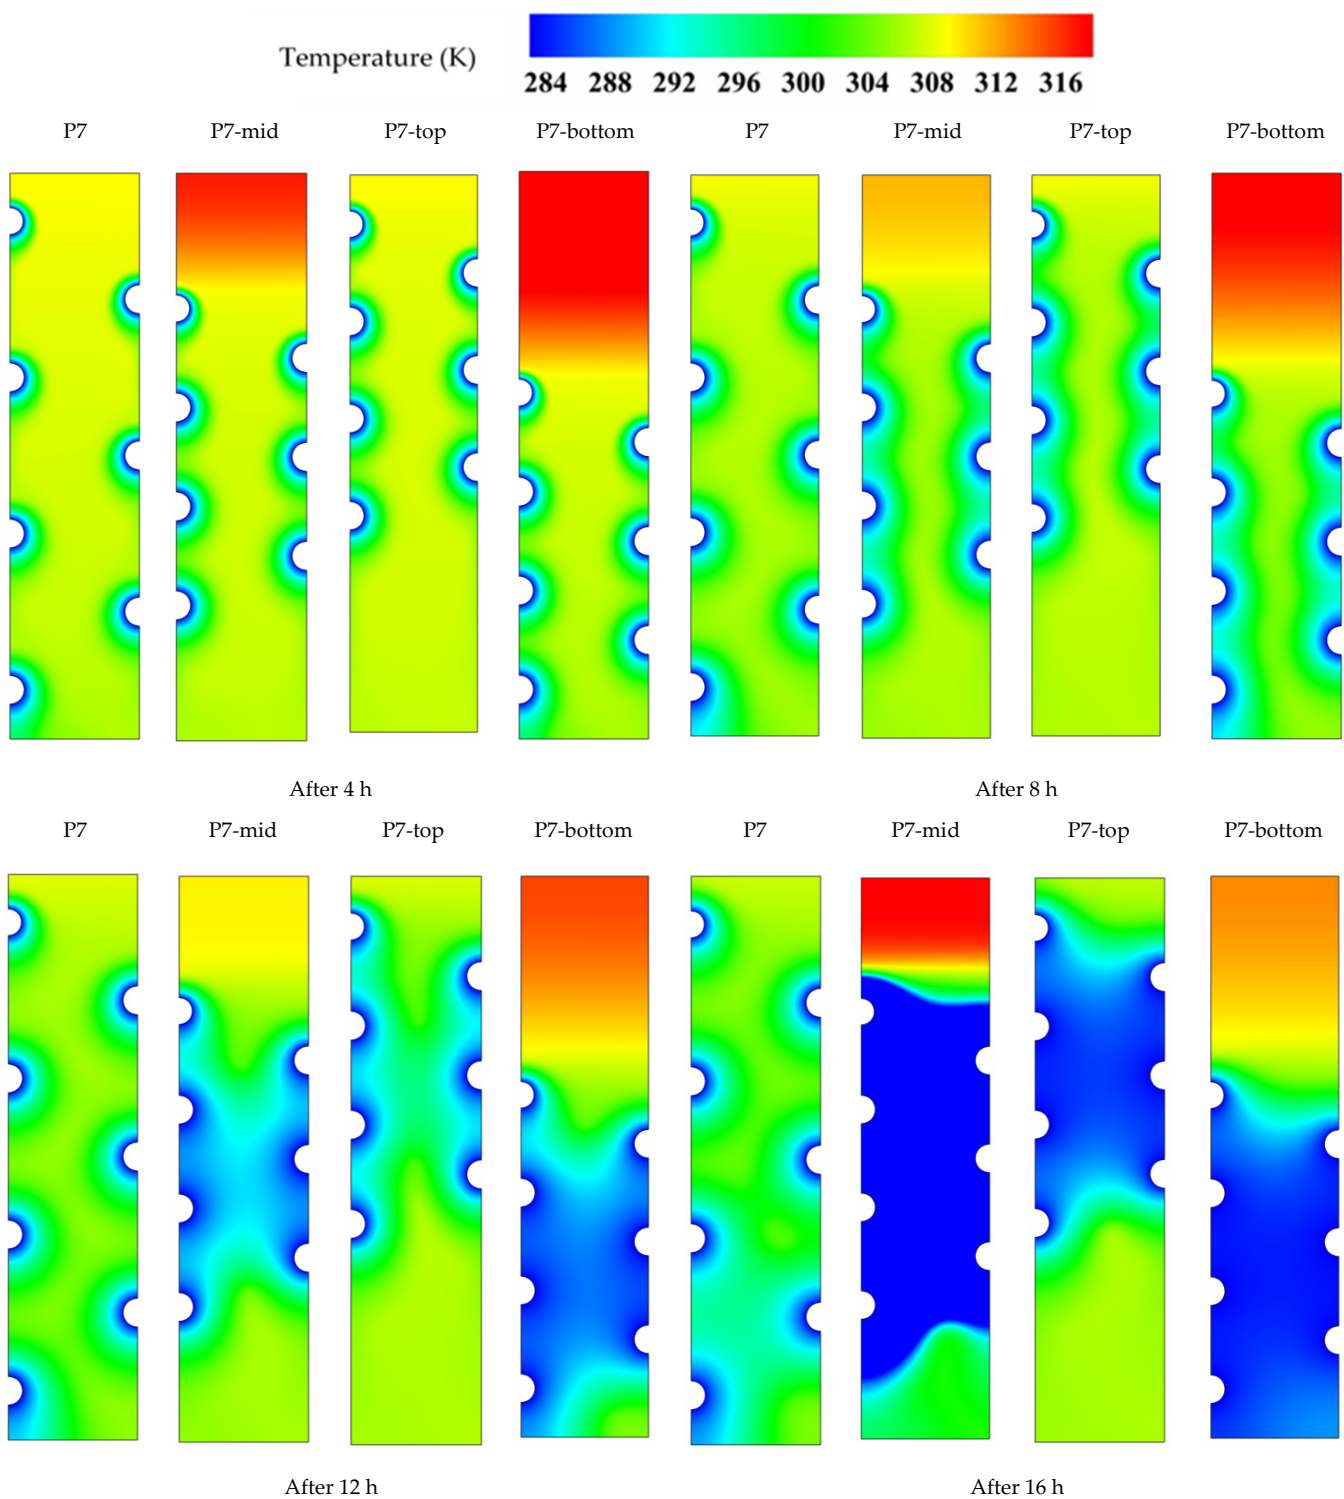 Temperature (K)
284 288 292 296 300 304 308 312 316
P7 P7-mid P7-top P7-bottom P7 P7-mid P7-top P7-bottom
After 4 h After 8 h
P7 P7-mid P7-top P7-bottom P7 P7-mid P7-top P7-bottom
After 12 h After 16 h